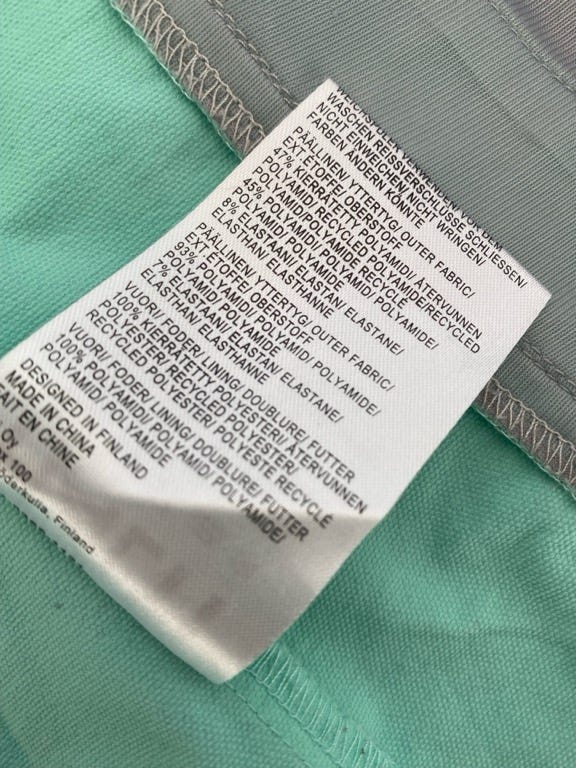 WASCHEN REISSVERSCHLÜSSE SCHLIESSEN/
NICHT EINWEICHEN/ NICHT WRINGEN/
FARBEN ÄNDERN KÖNNTE
PÄÄLLINEN/ YTTERTYG/ OUTER FABRIC/
EXT ÉTOFFE/ OBERSTOFF
47% KIERRÄTETTY POLYAMIDI/ ÅTERVUNNEN
POLYAMID/ RECYCLED POLYAMIDE/
POLYAMID/POLYAMIDE RECYCLÉ
45% POLYAMIDI/ POLYAMID/ POLYAMIDE/
POLYAMID/ POLYAMIDE
8% ELASTAANI/ ELASTAN/ ELASTANE/
ELASTHAN/ ELASTHANNE
PÄÄLLINEN/ YTTERTYG/ OUTER FABRIC/
EXT ÉTOFFE/ OBERSTOFF
93% POLYAMIDI/ POLYAMID/ POLYAMIDE/
POLYAMID/ POLYAMIDE
7% ELASTAANI/ ELASTAN/ ELASTANE/
ELASTHAN/ ELASTHANNE
VUORI/ FODER/ LINING/ DOUBLURE/ FUTTER
100% KIERRÄTETTY POLYESTERI/ ÅTERVUNNEN
POLYESTER/ RECYCLED POLYESTER/
RECYCLED POLYESTER/ POLYESTE RECYCLÉ
VUORI/ FODER/ LINING/ DOUBLURE/ FUTTER
100% POLYAMIDI/ POLYAMID/ POLYAMIDE/
POLYAMID/ POLYAMIDE
DESIGNED IN FINLAND
MADE IN CHINA
FAIT EN CHINE
Oy
100
Finland